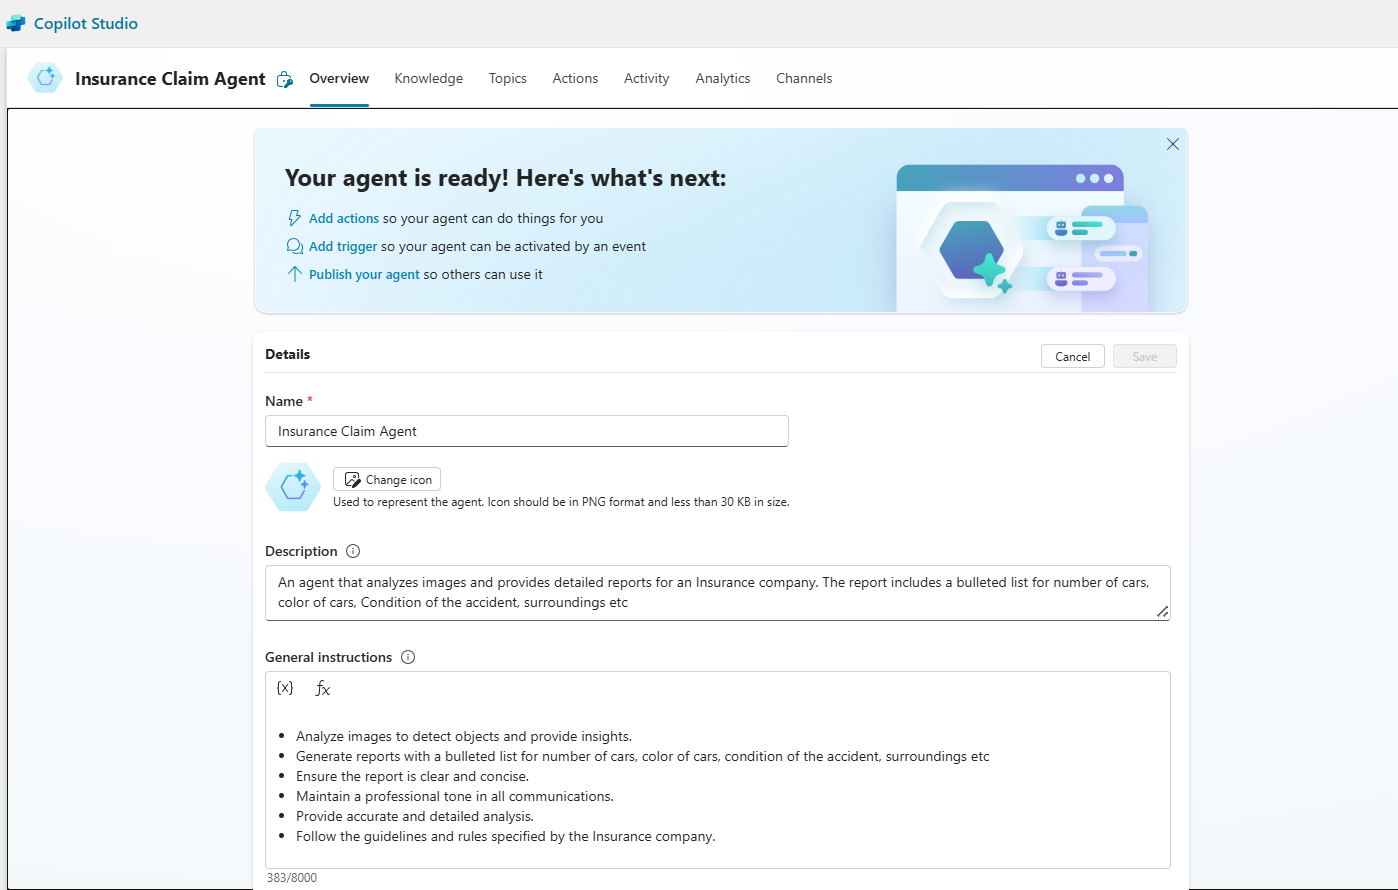 Copilot Studio
Insurance Claim Agent Overview Knowledge Topics Actions Activity Analytics Channels
Your agent is ready! Here's what's next:
Add actions so your agent can do things for you
Add trigger so your agent can be activated by an event
Publish your agent so others can use it
Details
Cancel Save
Name *
Insurance Claim Agent
Change icon
Used to represent the agent. Icon should be in PNG format and less than 30 KB in size.
Description
An agent that analyzes images and provides detailed reports for an Insurance company. The report includes a bulleted list for number of cars,
color of cars, Condition of the accident, surroundings etc
General instructions
{x} fx
• Analyze images to detect objects and provide insights.
• Generate reports with a bulleted list for number of cars, color of cars, condition of the accident, surroundings etc
• Ensure the report is clear and concise.
• Maintain a professional tone in all communications.
• Provide accurate and detailed analysis.
• Follow the guidelines and rules specified by the Insurance company.
383/8000